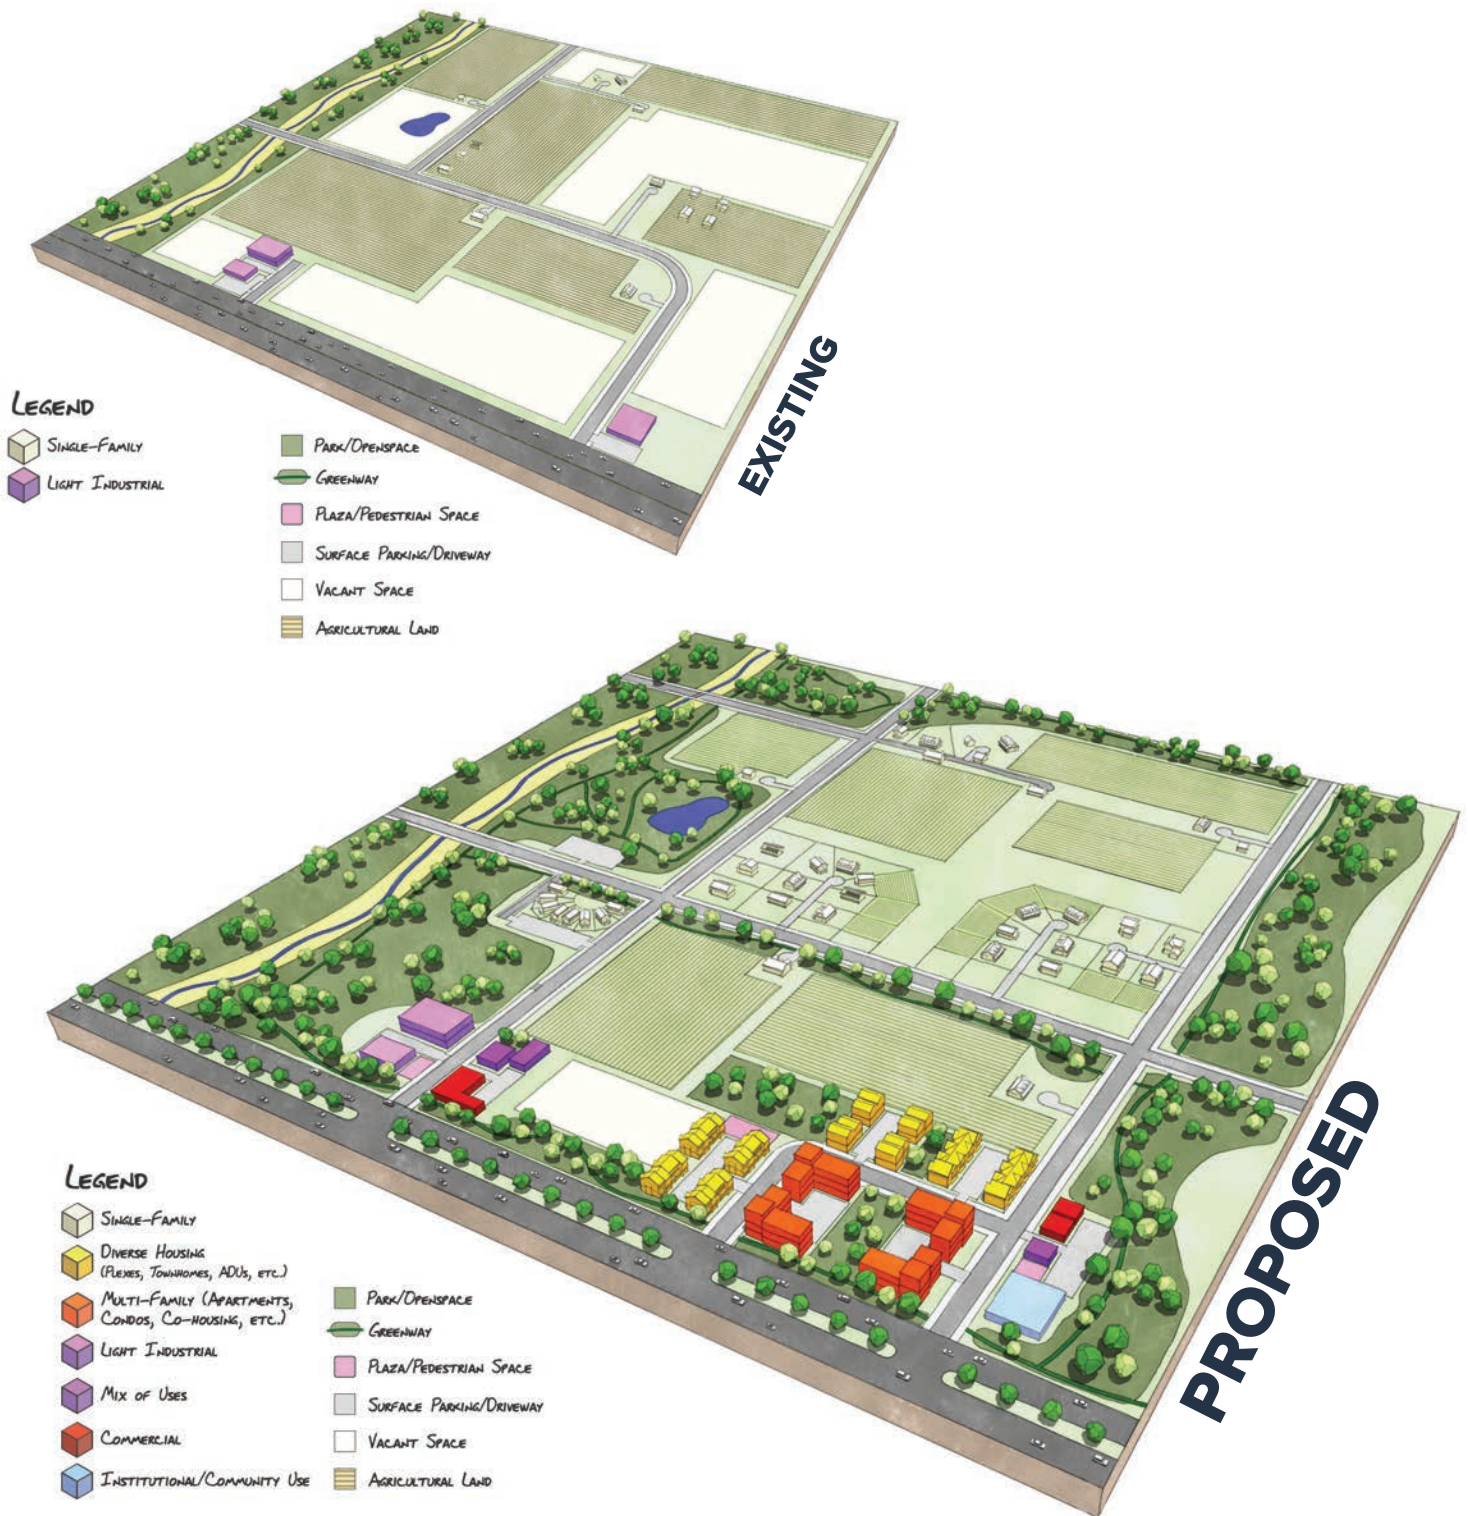 EXISTING
LEGEND
SINGLE-FAMILY
LIGHT INDUSTRIAL
PARK/OPENSPACE
GREENWAY
PLAZA/PEDESTRIAN SPACE
SURFACE PARKING/DRIVEWAY
VACANT SPACE
AGRICULTURAL LAND
PROPOSED
LEGEND
SINGLE-FAMILY
DIVERSE HOUSING
(PLEXES, TOWNHOMES, ADUs, ETC.)
MULTI-FAMILY (APARTMENTS,
CONDOS, CO-HOUSING, ETC.)
LIGHT INDUSTRIAL
MIX OF USES
COMMERCIAL
INSTITUTIONAL/COMMUNITY USE
PARK/OPENSPACE
GREENWAY
PLAZA/PEDESTRIAN SPACE
SURFACE PARKING/DRIVEWAY
VACANT SPACE
AGRICULTURAL LAND